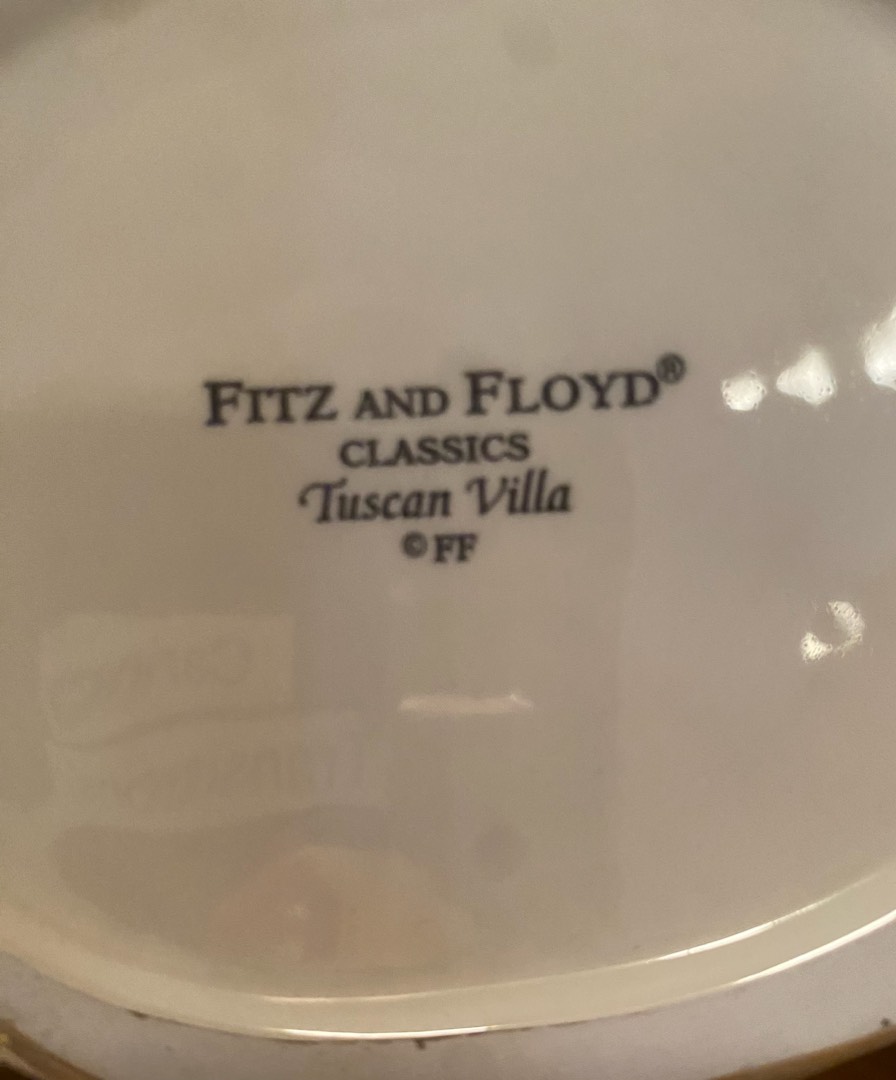 FITZ AND FLOYD®
CLASSICS
Tuscan Villa
©FF